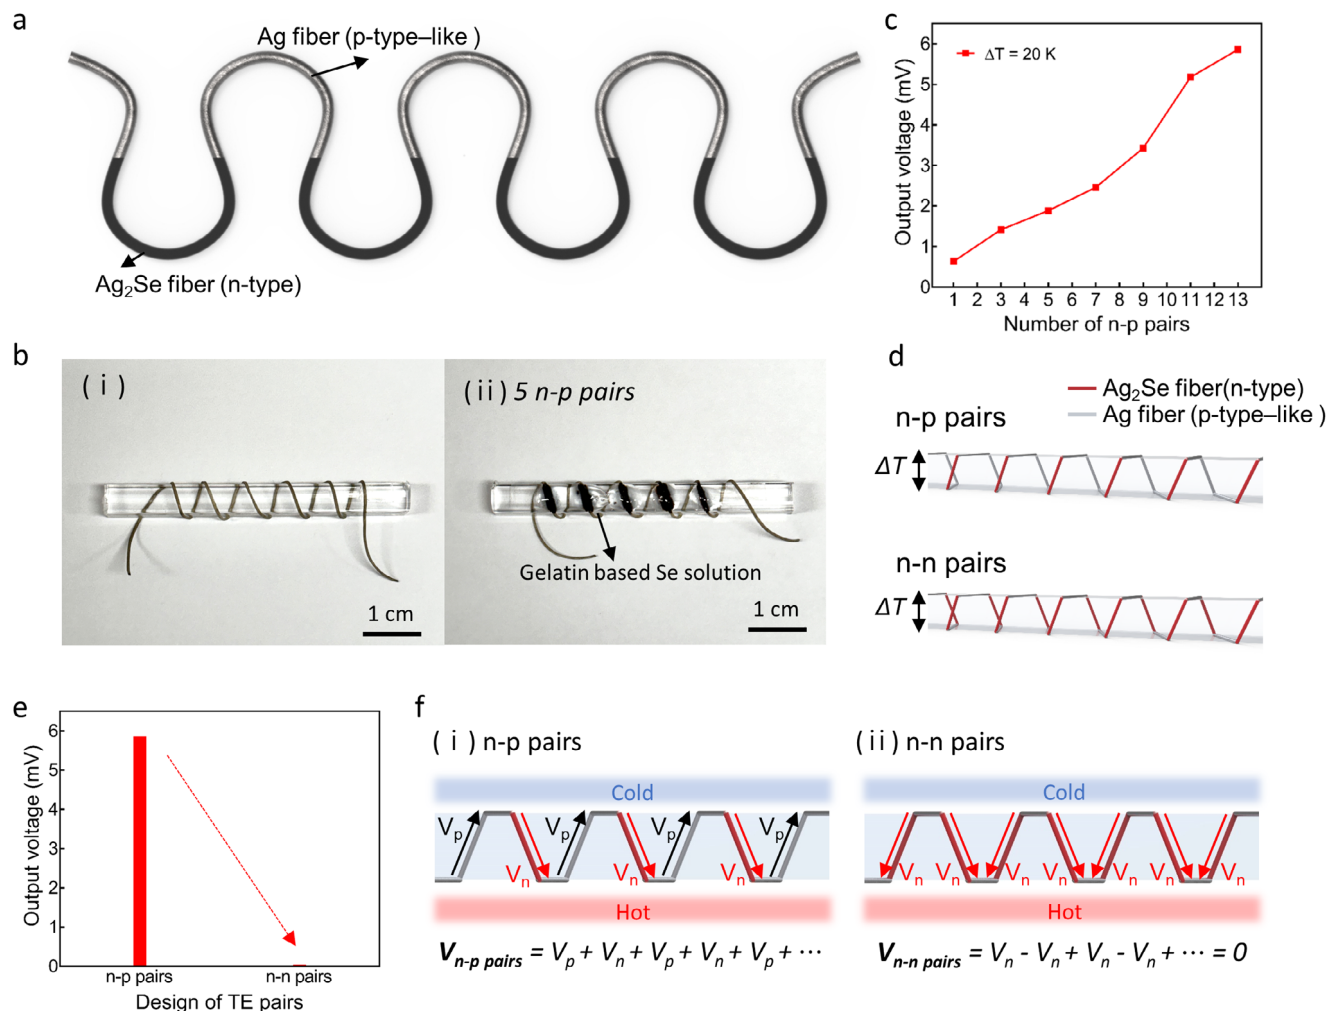 a
Ag fiber (p-type–like )
Ag2Se fiber (n-type)
b
( i )
( ii ) 5 n-p pairs
Gelatin based Se solution
1 cm
1 cm
c
ΔT = 20 K
Output voltage (mV)
6
5
4
3
2
1
0
1 2 3 4 5 6 7 8 9 10 11 12 13
Number of n-p pairs
d
Ag2Se fiber(n-type)
Ag fiber (p-type–like )
n-p pairs
ΔT
n-n pairs
ΔT
e
Output voltage (mV)
6
5
4
3
2
1
0
n-p pairs n-n pairs
Design of TE pairs
f
( i ) n-p pairs
Cold
Vp Vp Vp Vp
Vn Vn Vn
Hot
Vn-p pairs = Vp + Vn + Vp + Vn + Vp + ···
( ii ) n-n pairs
Cold
Vn Vn Vn Vn Vn Vn Vn
Hot
Vn-n pairs = Vn - Vn + Vn - Vn + ··· = 0